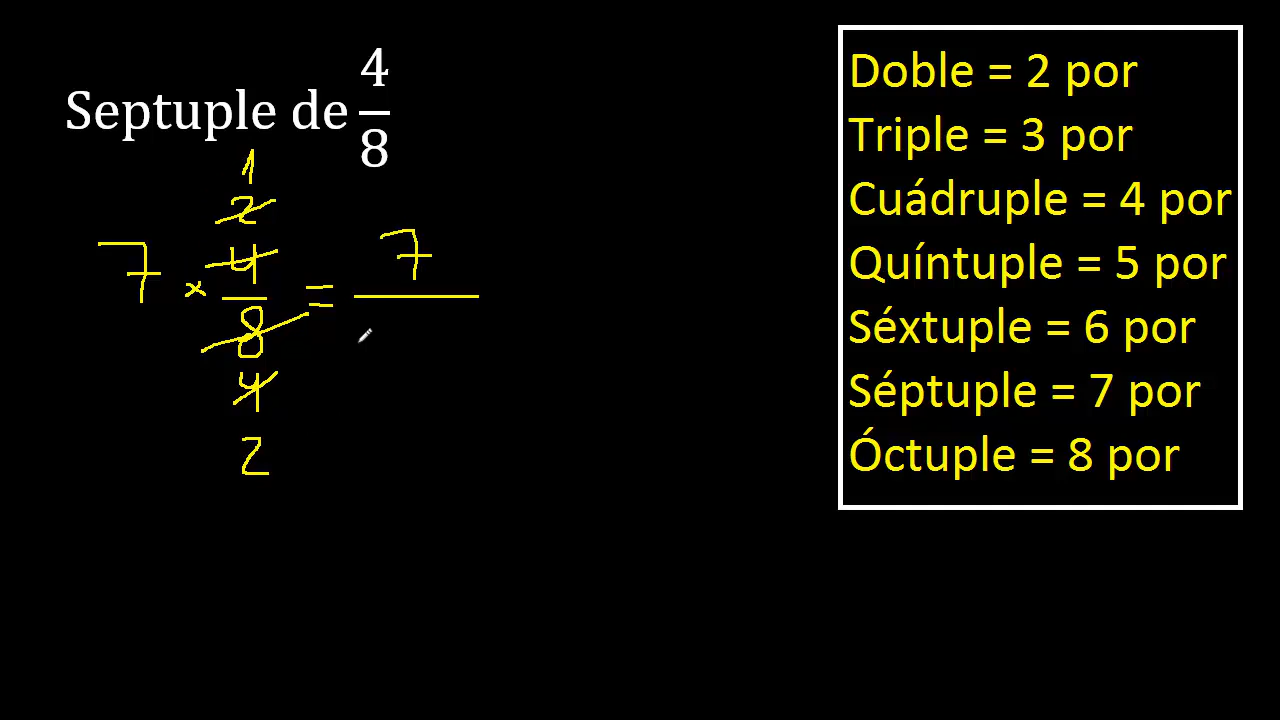 Septuple de 4/8
1
2
7 × 4/8 = 7
4
2
Doble = 2 por
Triple = 3 por
Cuádruple = 4 por
Quíntuple = 5 por
Séxtuple = 6 por
Séptuple = 7 por
Óctuple = 8 por